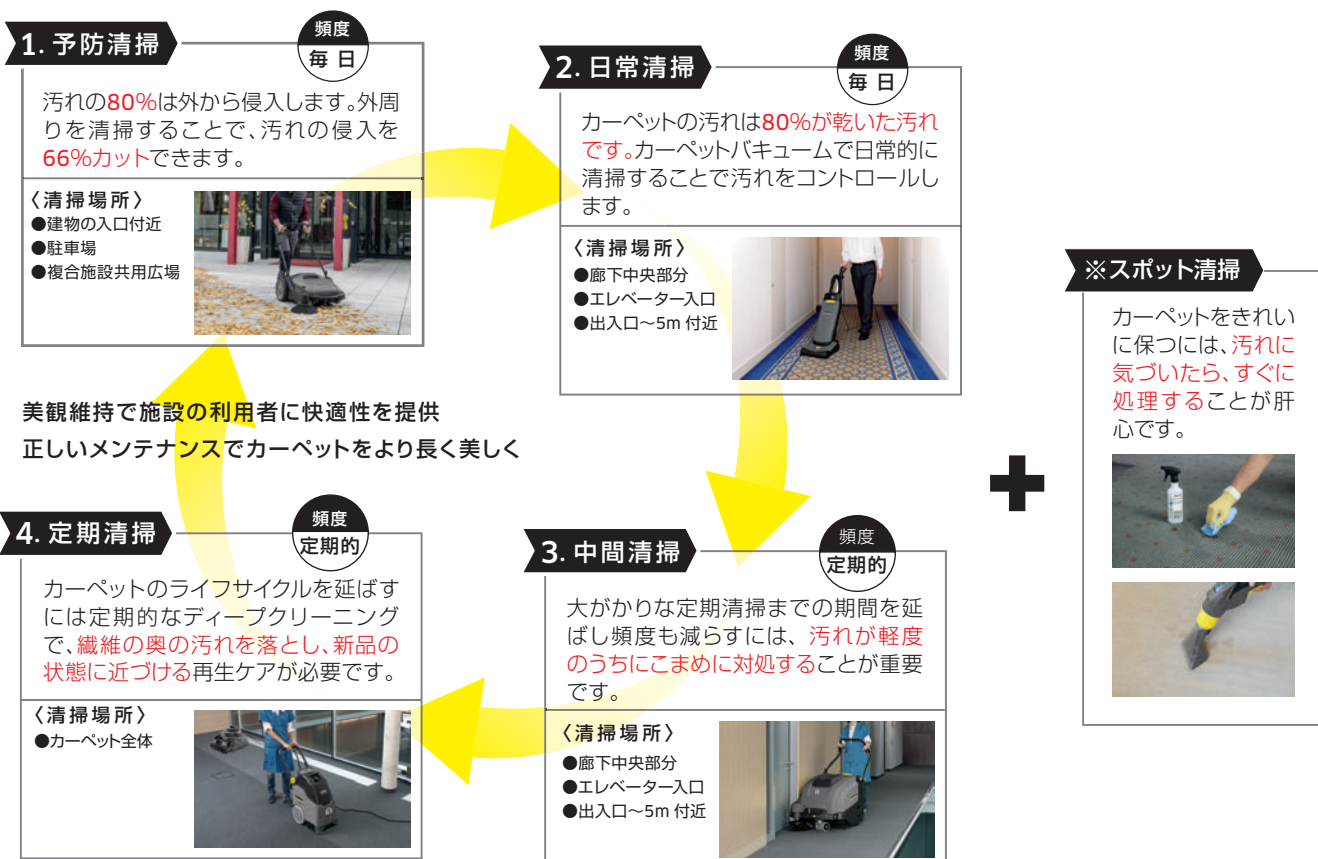 1. 予防清掃
頻度
毎 日
汚れの80%は外から侵入します。外周
りを清掃することで、汚れの侵入を
66%カットできます。
〈清掃場所〉
●建物の入口付近
●駐車場
●複合施設共用広場
2. 日常清掃
頻度
毎 日
カーペットの汚れは80%が乾いた汚れ
です。カーペットバキュームで日常的に
清掃することで汚れをコントロールし
ます。
〈清掃場所〉
●廊下中央部分
●エレベーター入口
●出入口～5m 付近
美観維持で施設の利用者に快適性を提供
正しいメンテナンスでカーペットをより長く美しく
3. 中間清掃
頻度
定期的
大がかりな定期清掃までの期間を延
ばし頻度も減らすには、汚れが軽度
のうちにこまめに対処することが重要
です。
〈清掃場所〉
●廊下中央部分
●エレベーター入口
●出入口～5m 付近
4. 定期清掃
頻度
定期的
カーペットのライフサイクルを延ばす
には定期的なディープクリーニング
で、繊維の奥の汚れを落とし、新品の
状態に近づける再生ケアが必要です。
〈清掃場所〉
●カーペット全体
+
※スポット清掃
カーペットをきれい
に保つには、汚れに
気づいたら、すぐに
処理することが肝
心です。